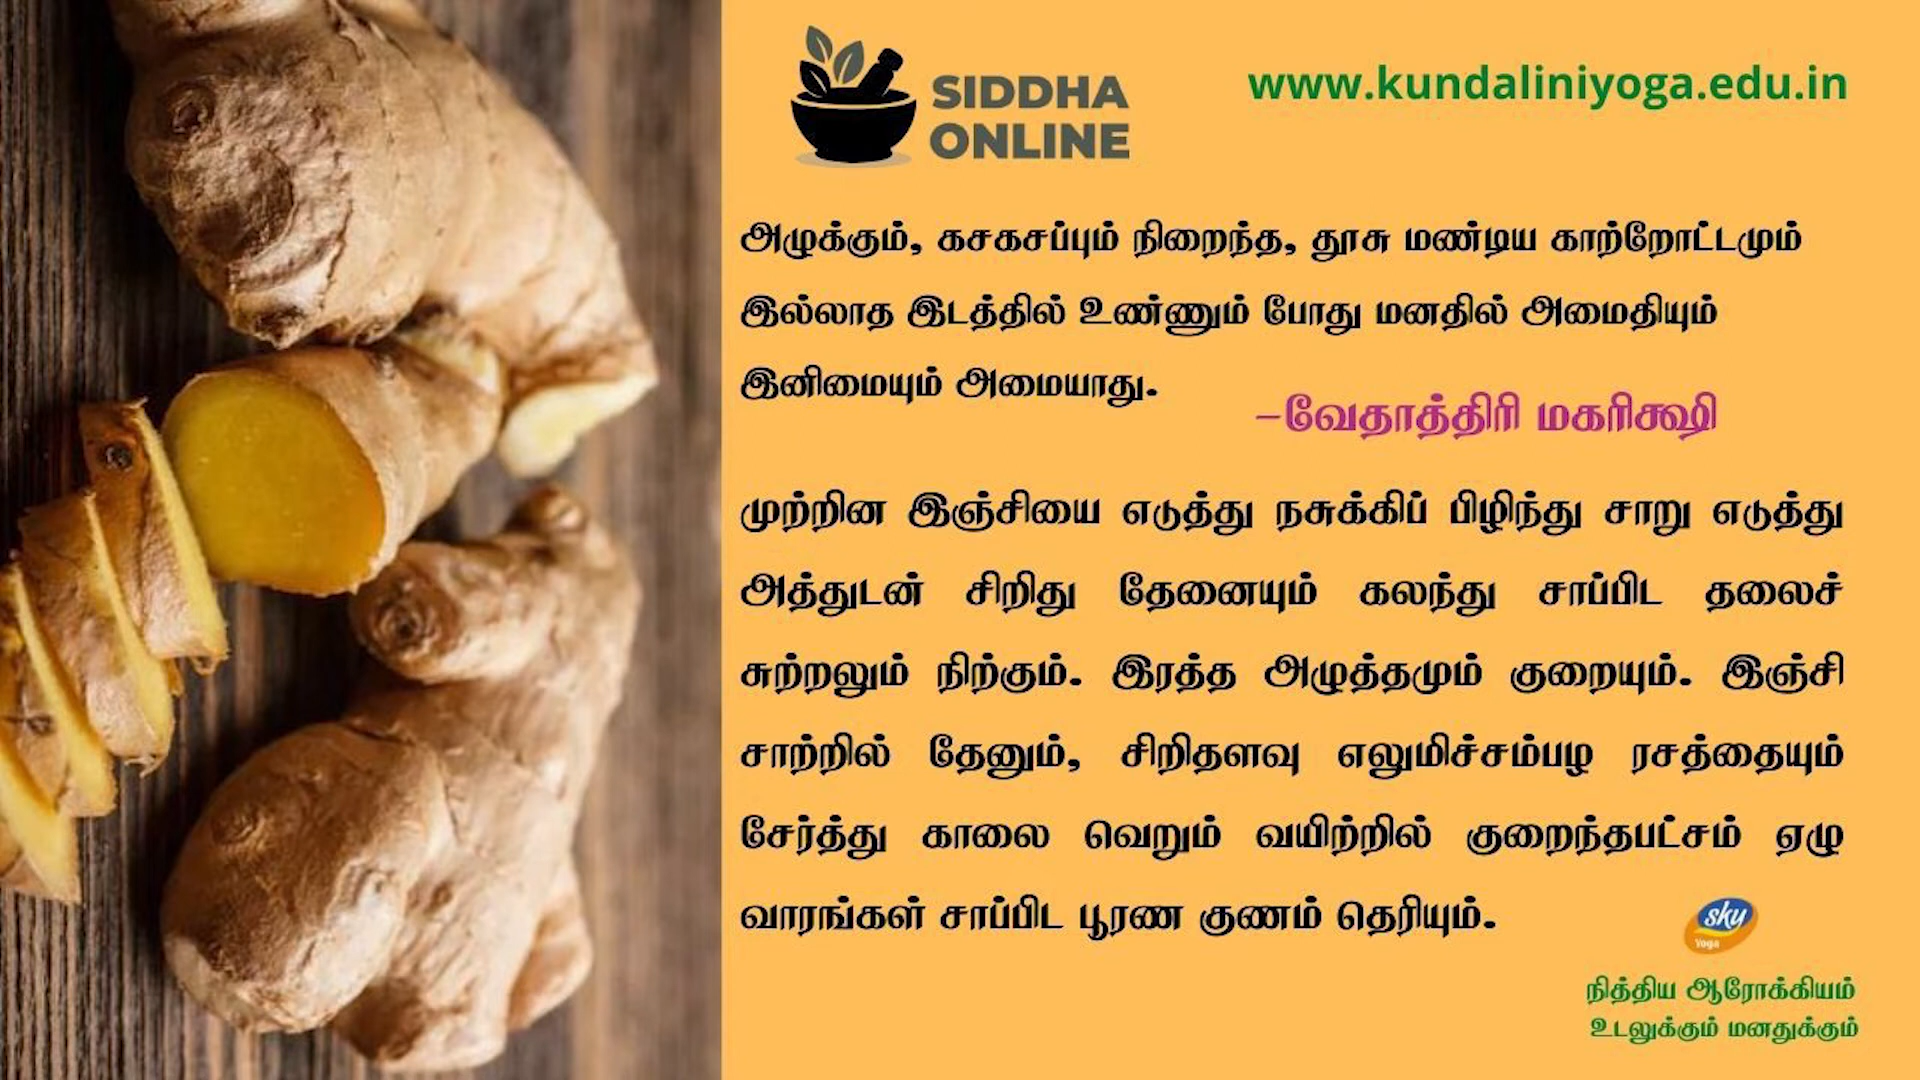 SIDDHA
ONLINE
www.kundaliniyoga.edu.in
அழுக்கும், கசகசப்பும் நிறைந்த, தூசு மண்டிய காற்றோட்டமும்
இல்லாத இடத்தில் உண்ணும் போது மனதில் அமைதியும்
இனிமையும் அமையாது.
-வேதாத்திரி மகரிக்ஷி
முற்றின இஞ்சியை எடுத்து நசுக்கிப் பிழிந்து சாறு எடுத்து
அத்துடன் சிறிது தேனையும் கலந்து சாப்பிட தலைச்
சுற்றலும் நிற்கும். இரத்த அழுத்தமும் குறையும். இஞ்சி
சாற்றில் தேனும், சிறிதளவு எலுமிச்சம்பழ ரசத்தையும்
சேர்த்து காலை வெறும் வயிற்றில் குறைந்தபட்சம் ஏழு
வாரங்கள் சாப்பிட பூரண குணம் தெரியும்.
sky
Yoga
நித்திய ஆரோக்கியம்
உடலுக்கும் மனதுக்கும்